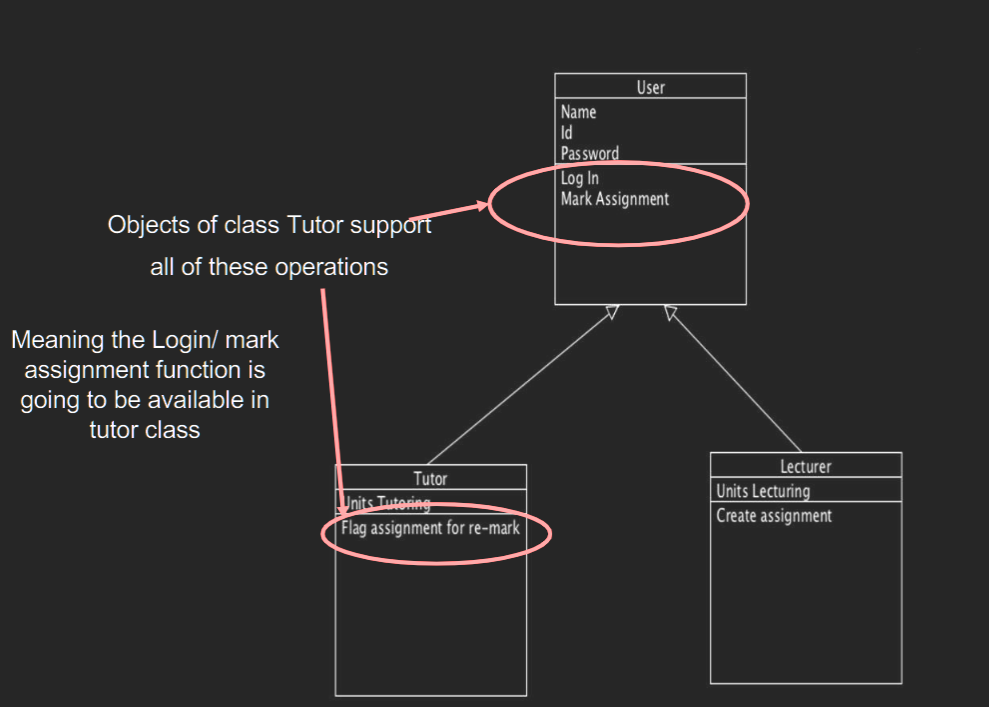 User
Name
Id
Password
Log In
Mark Assignment
Objects of class Tutor support
all of these operations
Meaning the Login/ mark
assignment function is
going to be available in
tutor class
Tutor
Units Tutoring
Flag assignment for re-mark
Lecturer
Units Lecturing
Create assignment